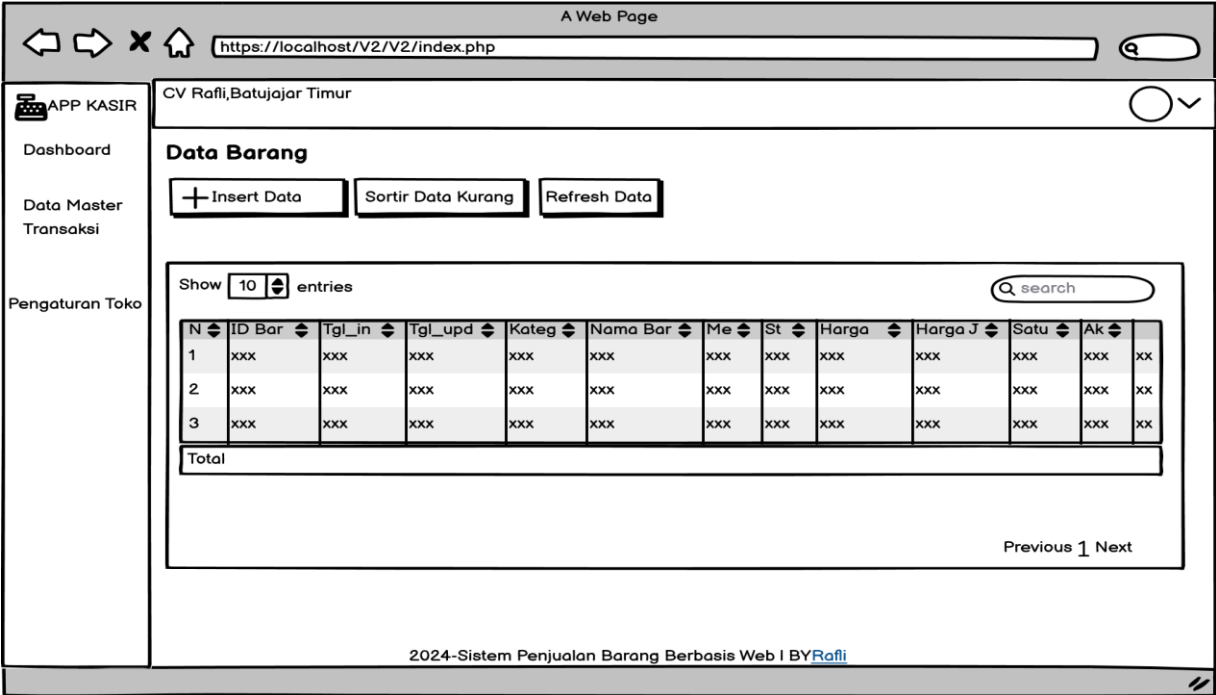 A Web Page
https://localhost/V2/V2/index.php
APP KASIR
CV Rafli,Batujajar Timur
Dashboard
Data Master
Transaksi
Pengaturan Toko
Data Barang
Insert Data
Sortir Data Kurang
Refresh Data
Show 10 entries
search
N ID Bar Tgl_in Tgl_upd Kateg Nama Bar Me St Harga Harga J Satu Ak
1 xxx xxx xxx xxx xxx xxx xxx xxx xxx xxx xxx xx
2 xxx xxx xxx xxx xxx xxx xxx xxx xxx xxx xxx xx
3 xxx xxx xxx xxx xxx xxx xxx xxx xxx xxx xxx xx
Total
Previous 1 Next
2024-Sistem Penjualan Barang Berbasis Web I BYRafli